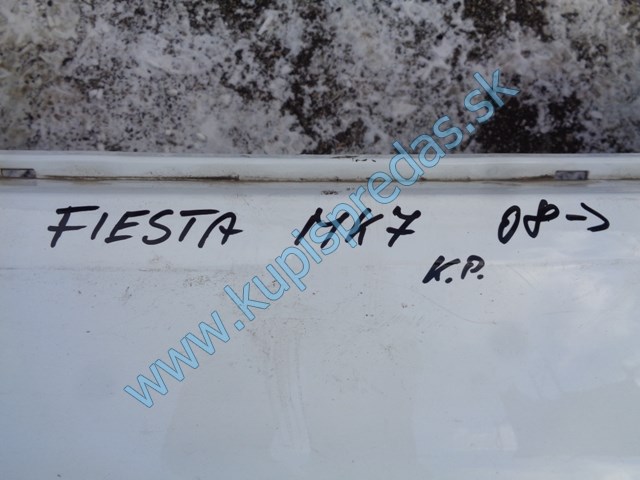 FIESTA MK7 08->
K.P.
www.kupispredas.sk